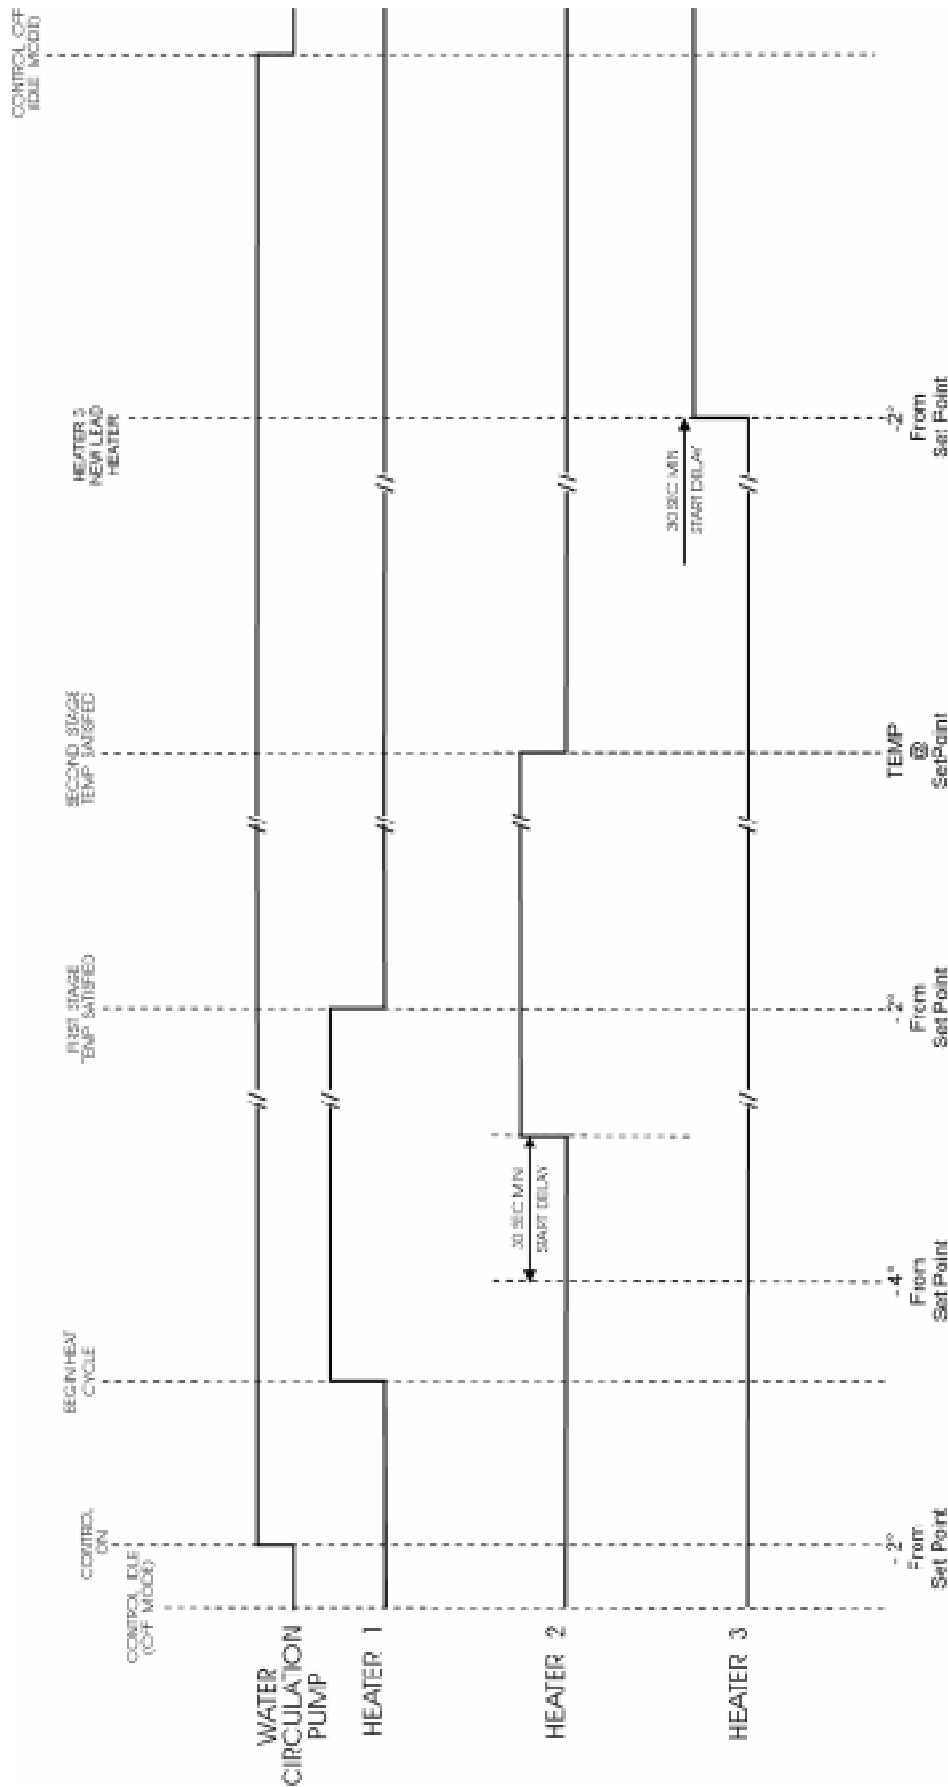 CONTROL IDLE
(OFF MODE)
CONTROL
ON
BEGIN HEAT
CYCLE
FIRST STAGE
TEMP SATISFIED
SECOND STAGE
TEMP SATISFIED
HEATER 3
NEW LEAD
HEATER
CONTROL OFF
(IDLE MODE)
WATER
CIRCULATION
PUMP
HEATER 1
HEATER 2
30 SEC MIN
START DELAY
HEATER 3
30 SEC MIN
START DELAY
-2°
From
Set Point
-4°
From
Set Point
-2°
From
Set Point
TEMP
@
SetPoint
-2°
From
Set Point